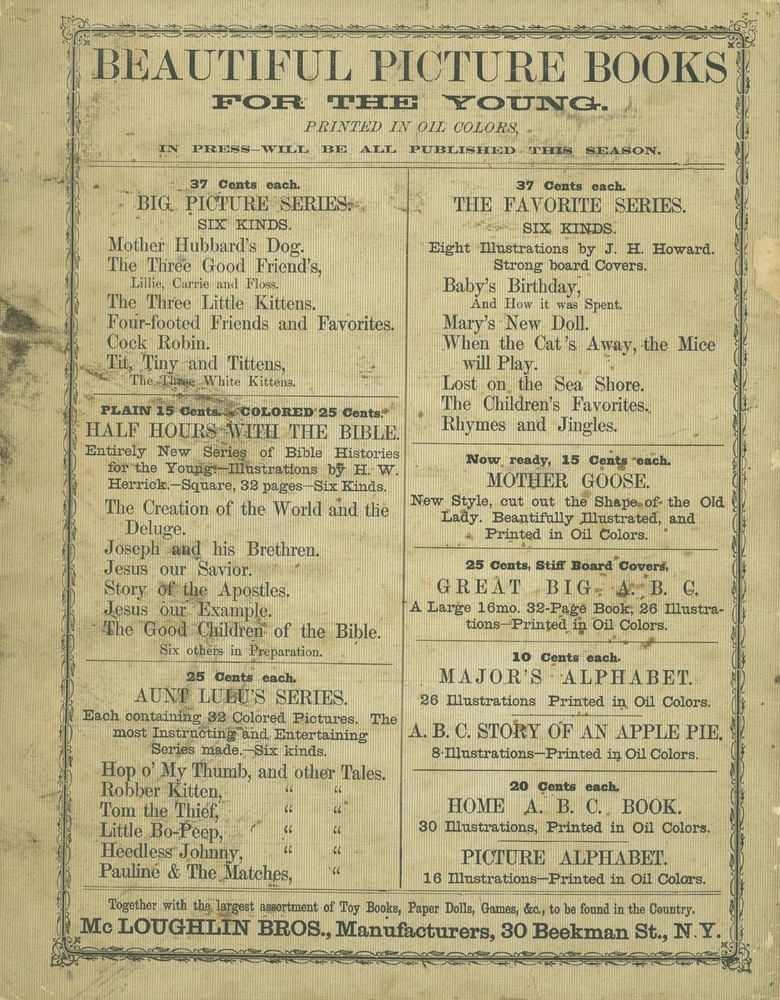 BEAUTIFUL PICTURE BOOKS
FOR THE YOUNG.
PRINTED IN OIL COLORS,
IN PRESS—WILL BE ALL PUBLISHED THIS SEASON.
37 Cents each.
BIG PICTURE SERIES.
SIX KINDS.
Mother Hubbard's Dog.
The Three Good Friend's,
Lillie, Carrie and Floss.
The Three Little Kittens.
Four-footed Friends and Favorites.
Cock Robin.
Tit, Tiny and Tittens,
The Three White Kittens.
PLAIN 15 Cents. COLORED 25 Cents.
HALF HOURS WITH THE BIBLE.
Entirely New Series of Bible Histories
for the Young.—Illustrations by H. W.
Herrick.—Square, 32 pages—Six Kinds.
The Creation of the World and the
Deluge.
Joseph and his Brethren.
Jesus our Savior.
Story of the Apostles.
Jesus our Example.
The Good Children of the Bible.
Six others in Preparation.
25 Cents each.
AUNT LULU'S SERIES.
Each containing 32 Colored Pictures. The
most Instructing and Entertaining
Series made.—Six kinds.
Hop o' My Thumb, and other Tales.
Robber Kitten, “ “
Tom the Thief, “ “
Little Bo-Peep, “ “
Heedless Johnny, “ “
Pauline & The Matches, “
37 Cents each.
THE FAVORITE SERIES.
SIX KINDS.
Eight Illustrations by J. H. Howard.
Strong board Covers.
Baby's Birthday,
And How it was Spent.
Mary's New Doll.
When the Cat's Away, the Mice
will Play.
Lost on the Sea Shore.
The Children's Favorites.
Rhymes and Jingles.
Now ready, 15 Cents each.
MOTHER GOOSE.
New Style, cut out the Shape of the Old
Lady. Beautifully Illustrated, and
Printed in Oil Colors.
25 Cents, Stiff Board Covers,
GREAT BIG A. B. C.
A Large 16mo. 32-Page Book, 26 Illustra-
tions—Printed in Oil Colors.
10 Cents each.
MAJOR'S ALPHABET.
26 Illustrations Printed in Oil Colors.
A. B. C. STORY OF AN APPLE PIE.
8 Illustrations—Printed in Oil Colors.
20 Cents each.
HOME A. B. C. BOOK.
30 Illustrations, Printed in Oil Colors.
PICTURE ALPHABET.
16 Illustrations—Printed in Oil Colors.
Together with the largest assortment of Toy Books, Paper Dolls, Games, &c., to be found in the Country.
Mc LOUGHLIN BROS., Manufacturers, 30 Beekman St., N.Y.